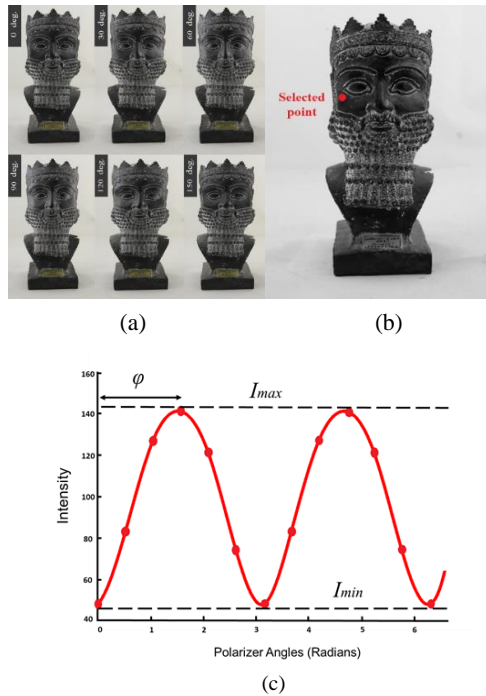 0 deg.
30 deg.
60 deg.
90 deg.
120 deg.
150 deg.
Selected
point
(a)
(b)
160
140
120
100
80
60
40
Intensity
φ
Imax
Imin
0 1 2 3 4 5 6
Polarizer Angles (Radians)
(c)